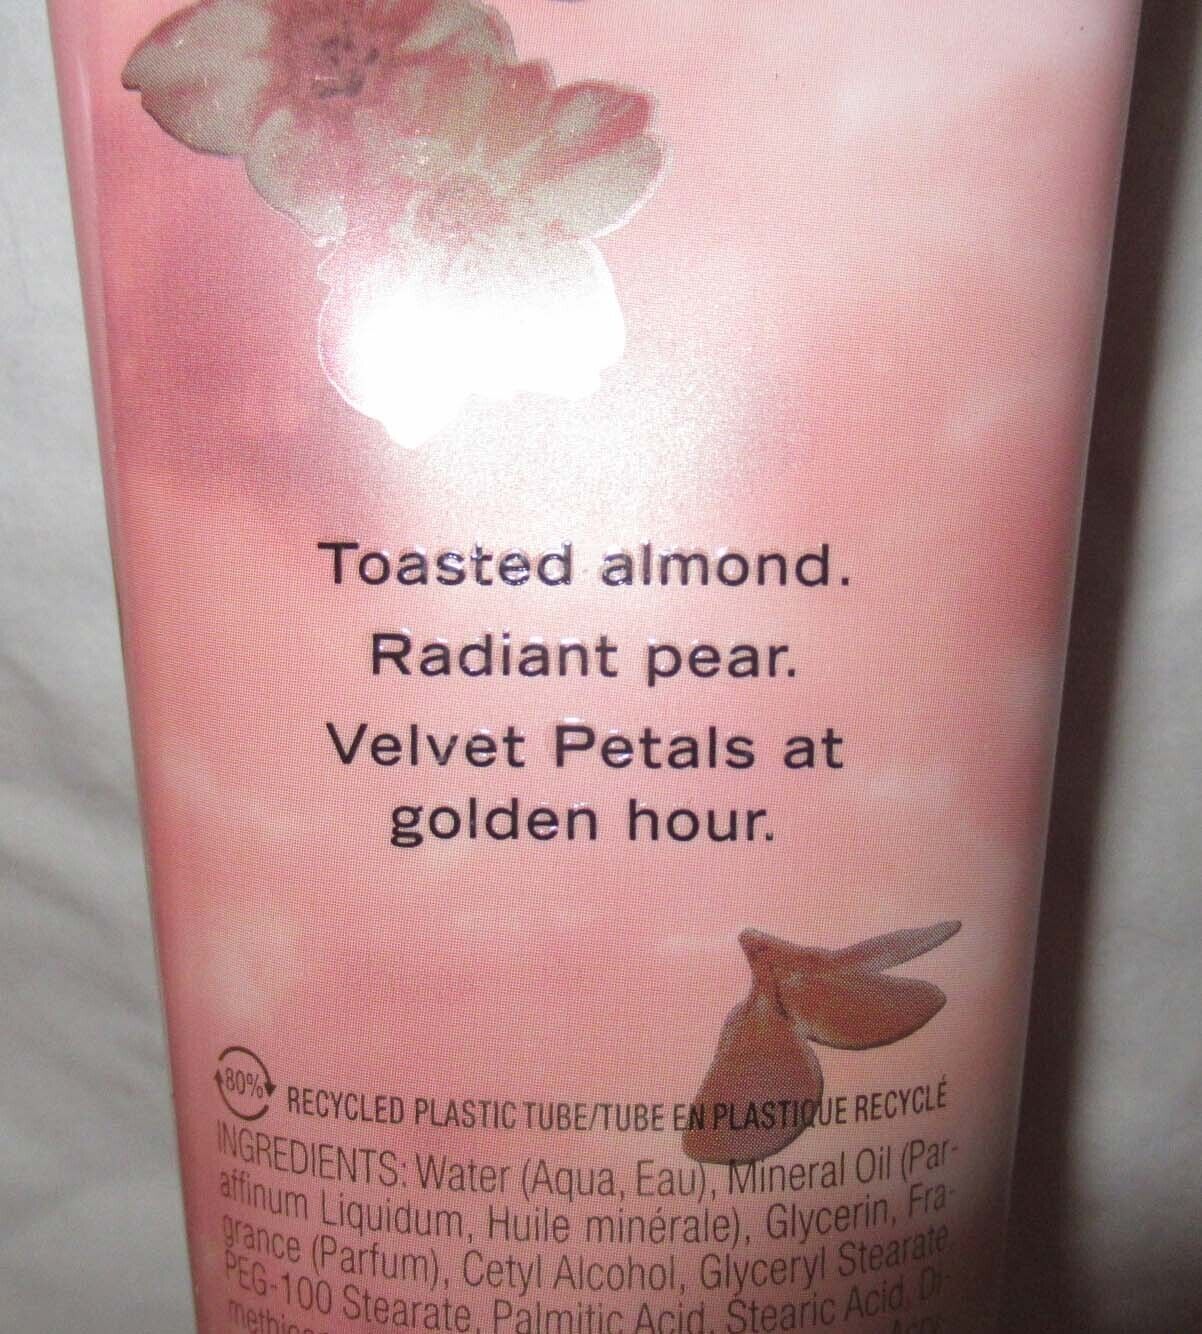 Toasted almond.
Radiant pear.
Velvet Petals at
golden hour.
80%
RECYCLED PLASTIC TUBE/TUBE EN PLASTIQUE RECYCLÉ
INGREDIENTS: Water (Aqua, Eau), Mineral Oil (Par-
affinum Liquidum, Huile minérale), Glycerin, Fra-
grance (Parfum), Cetyl Alcohol, Glyceryl Stearate,
PEG-100 Stearate, Palmitic Acid, Stearic Acid, Di-